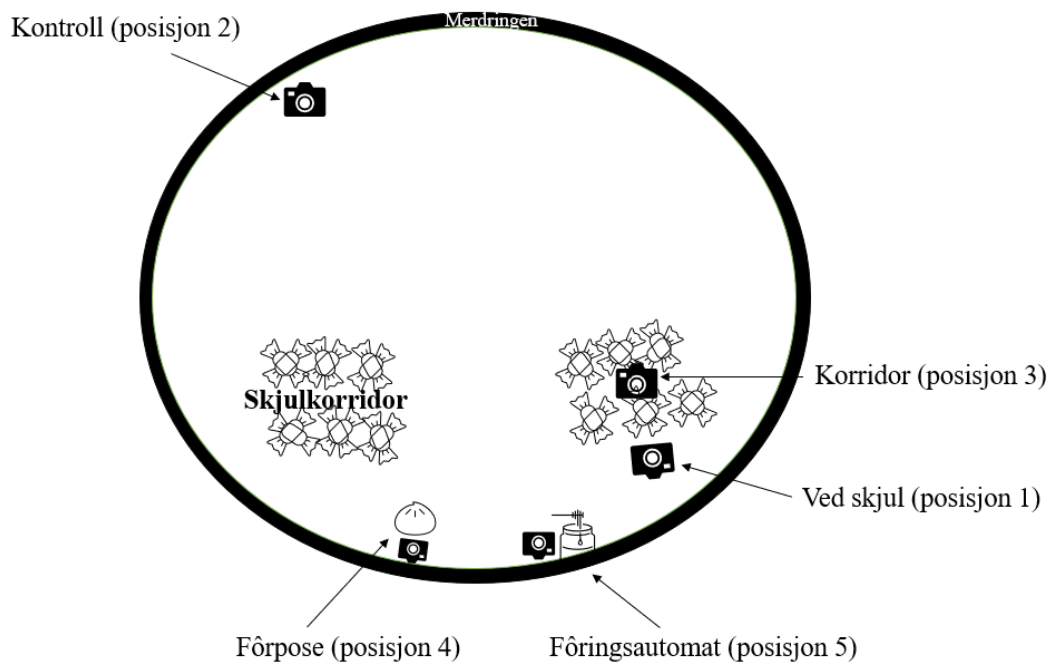 Merdringen
Kontroll (posisjon 2)
Korridor (posisjon 3)
Skjulkorridor
Ved skjul (posisjon 1)
Fôrpose (posisjon 4)
Fôringsautomat (posisjon 5)